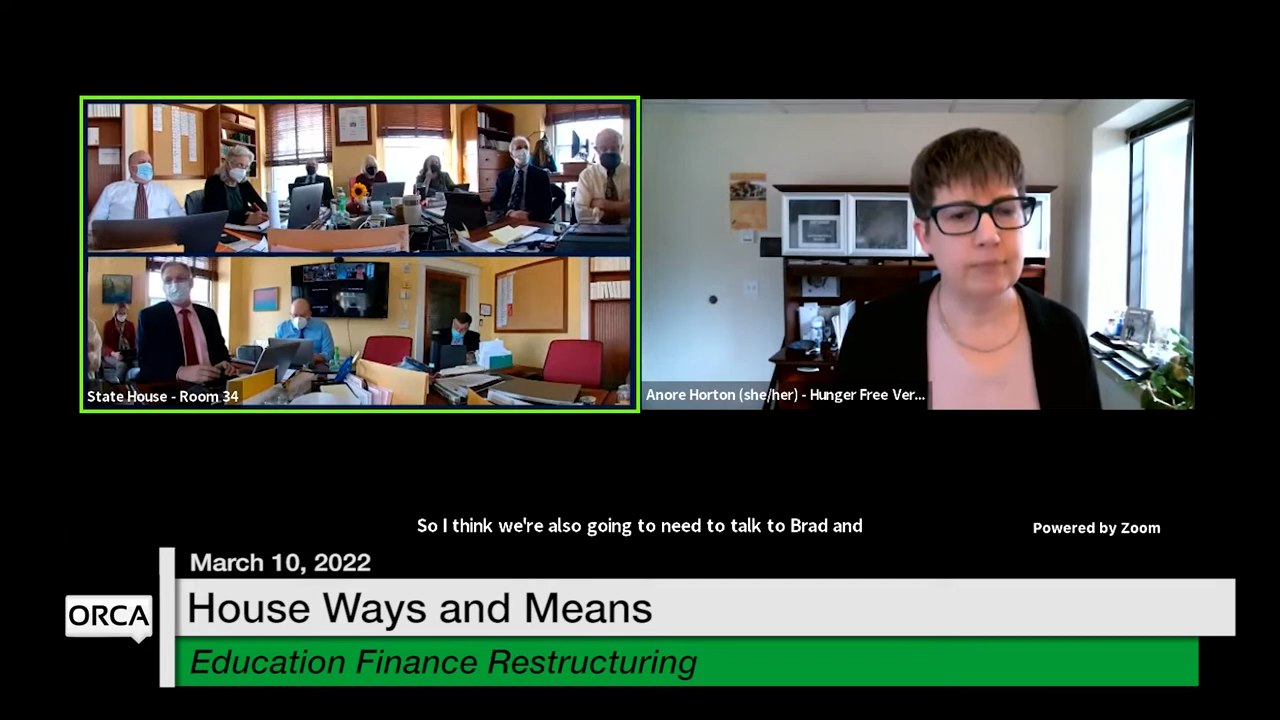 State House - Room 34
Anore Horton (she/her) - Hunger Free Ver...
So I think we're also going to need to talk to Brad and
Powered by Zoom
March 10, 2022
ORCA
House Ways and Means
Education Finance Restructuring